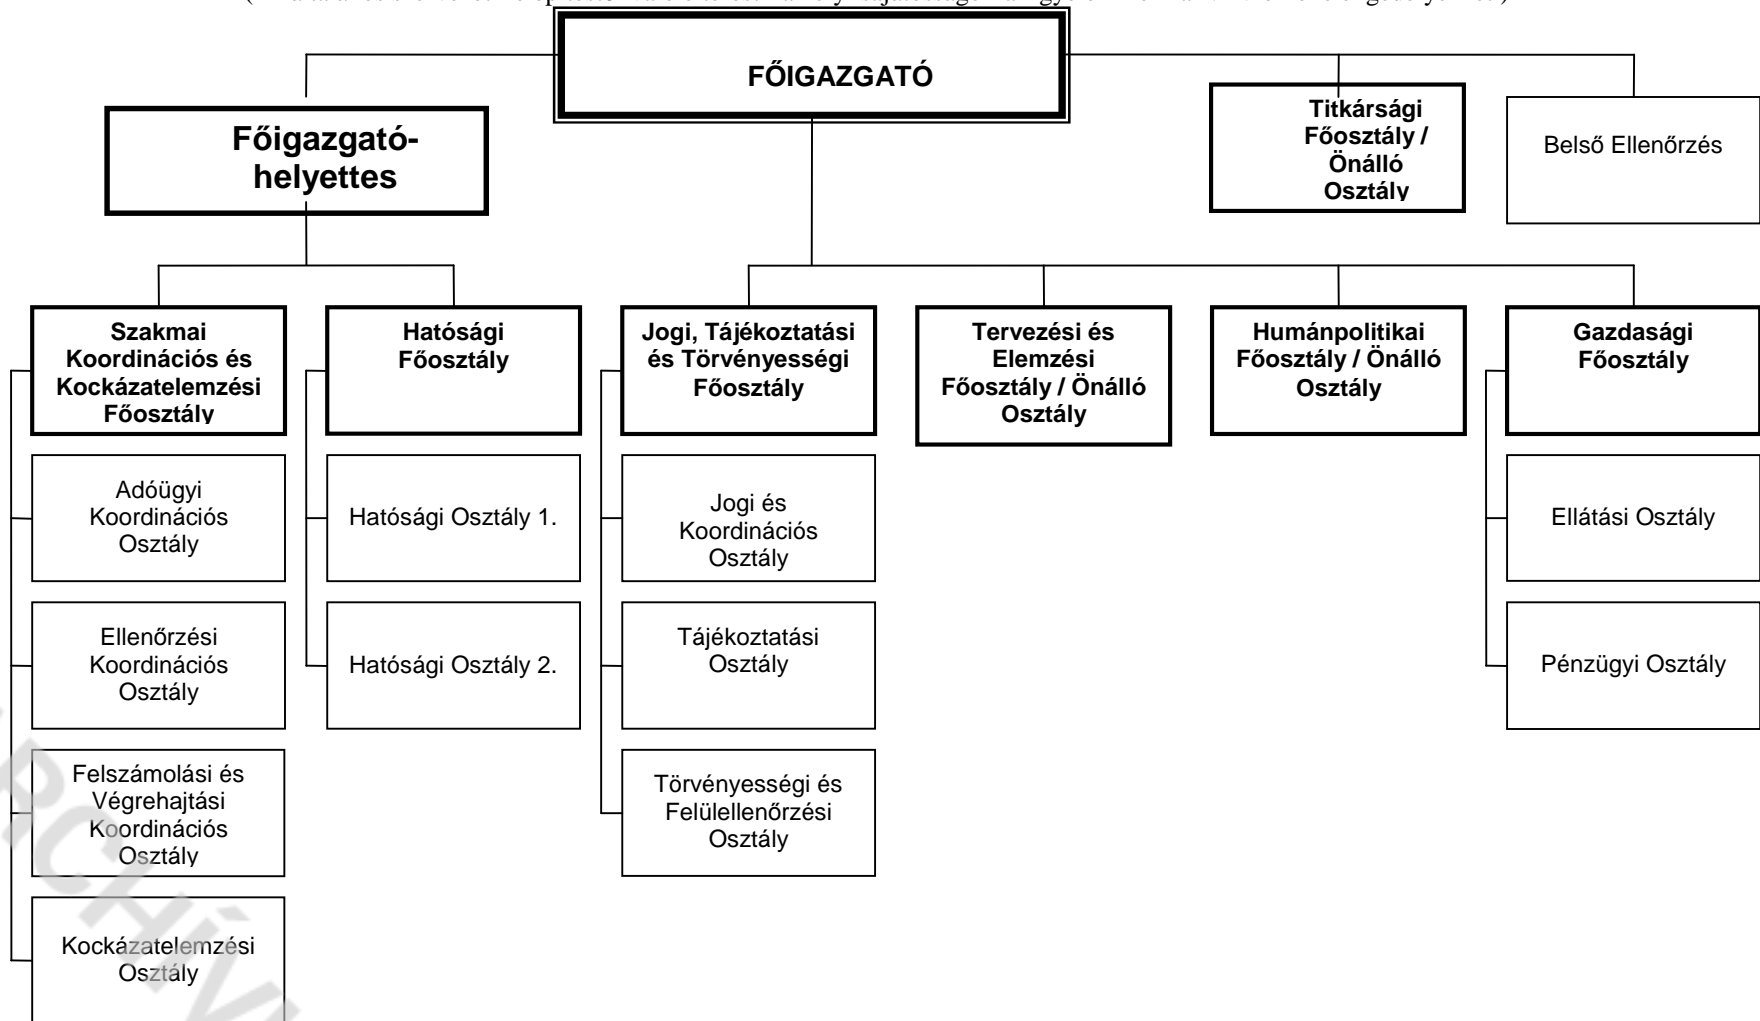 FŐIGAZGATÓ
Főigazgató-
helyettes
Titkársági
Főosztály /
Önálló
Osztály
Belső Ellenőrzés
Szakmai
Koordinációs és
Kockázatelemzési
Főosztály
Hatósági
Főosztály
Jogi, Tájékoztatási
és Törvényességi
Főosztály
Tervezési és
Elemzési
Főosztály / Önálló
Osztály
Humánpolitikai
Főosztály / Önálló
Osztály
Gazdasági
Főosztály
Adóügyi
Koordinációs
Osztály
Ellenőrzési
Koordinációs
Osztály
Felszámolási és
Végrehajtási
Koordinációs
Osztály
Kockázatelemzési
Osztály
Hatósági Osztály 1.
Hatósági Osztály 2.
Jogi és
Koordinációs
Osztály
Tájékoztatási
Osztály
Törvényességi és
Felülellenőrzési
Osztály
Ellátási Osztály
Pénzügyi Osztály